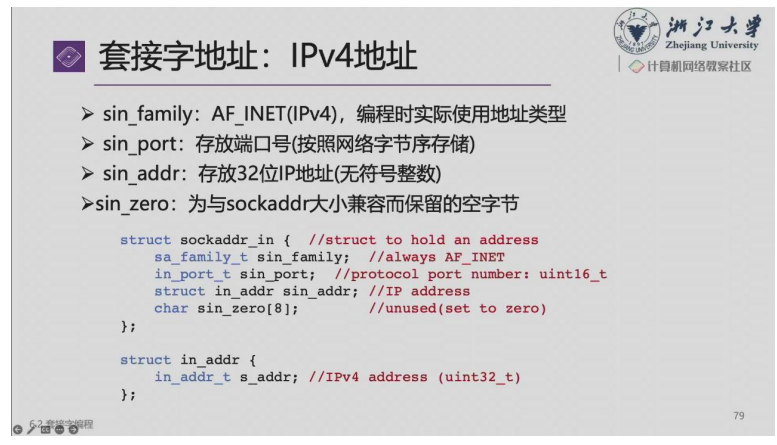 浙江大学
Zhejiang University
计算机网络教案社区
套接字地址：IPv4地址
➢ sin_family：AF_INET(IPv4)，编程时实际使用地址类型
➢ sin_port：存放端口号(按照网络字节序存储)
➢ sin_addr：存放32位IP地址(无符号整数)
➢sin_zero：为与sockaddr大小兼容而保留的空字节
struct sockaddr_in {  //struct to hold an address
    sa_family_t sin_family;  //always AF_INET
    in_port_t sin_port;  //protocol port number: uint16_t
    struct in_addr sin_addr; //IP address
    char sin_zero[8];        //unused(set to zero)
};
struct in_addr {
    in_addr_t s_addr; //IPv4 address (uint32_t)
};
6.2 套接字编程
79